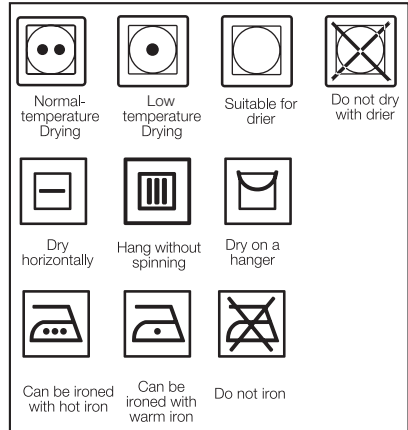 Normal-
temperature
Drying
Low
temperature
Drying
Suitable for
drier
Do not dry
with drier
Dry
horizontally
Hang without
spinning
Dry on a
hanger
Can be ironed
with hot iron
Can be
ironed with
warm iron
Do not iron